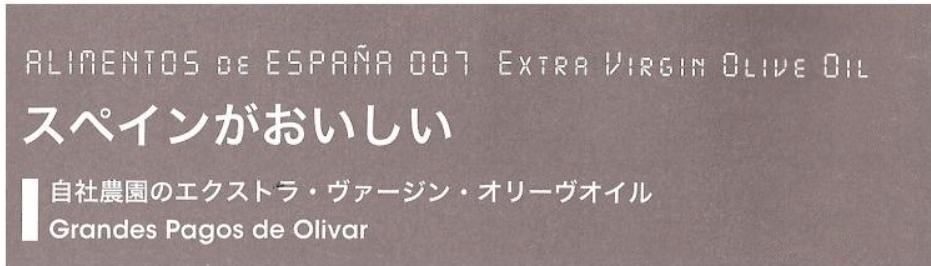 ALIMENTOS DE ESPAÑA 007 EXTRA VIRGIN OLIVE OIL
スペインがおいしい
自社農園のエクストラ・ヴァージン・オリーヴオイル
Grandes Pagos de Olivar